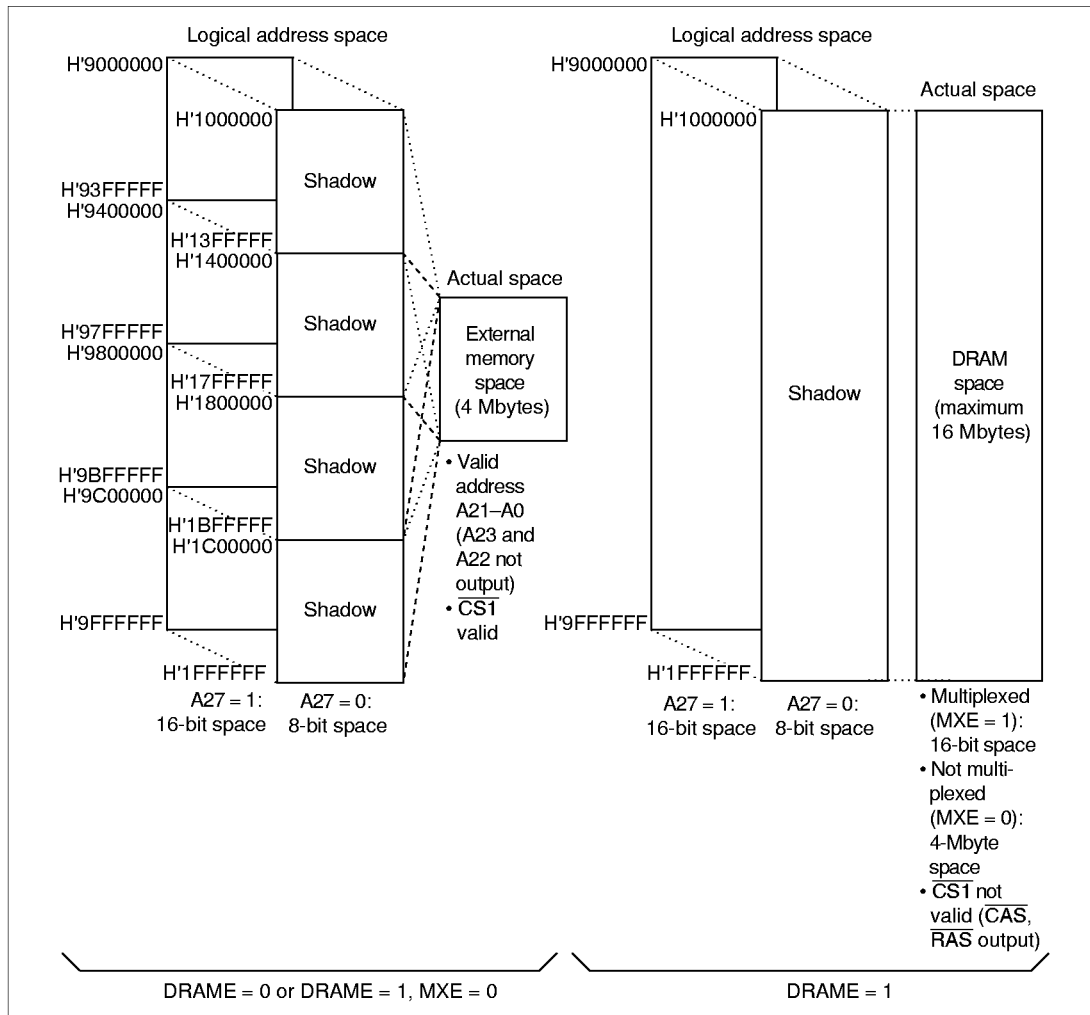 Logical address space
H'9000000
H'1000000
Shadow
H'93FFFFF
H'9400000
H'13FFFFF
H'1400000
Shadow
H'97FFFFF
H'9800000
H'17FFFFF
H'1800000
Shadow
H'9BFFFFF
H'9C00000
H'1BFFFFF
H'1C00000
Shadow
H'9FFFFFF
H'1FFFFFF
A27 = 1:
16-bit space
A27 = 0:
8-bit space
Actual space
External
memory
space
(4 Mbytes)
• Valid
address
A21–A0
(A23 and
A22 not
output)
• CS1
valid
DRAME = 0 or DRAME = 1, MXE = 0
Logical address space
H'9000000
H'1000000
Shadow
H'9FFFFFF
H'1FFFFFF
A27 = 1:
16-bit space
A27 = 0:
8-bit space
Actual space
DRAM
space
(maximum
16 Mbytes)
• Multiplexed
(MXE = 1):
16-bit space
• Not multi-
plexed
(MXE = 0):
4-Mbyte
space
• CS1 not
valid (CAS,
RAS output)
DRAME = 1